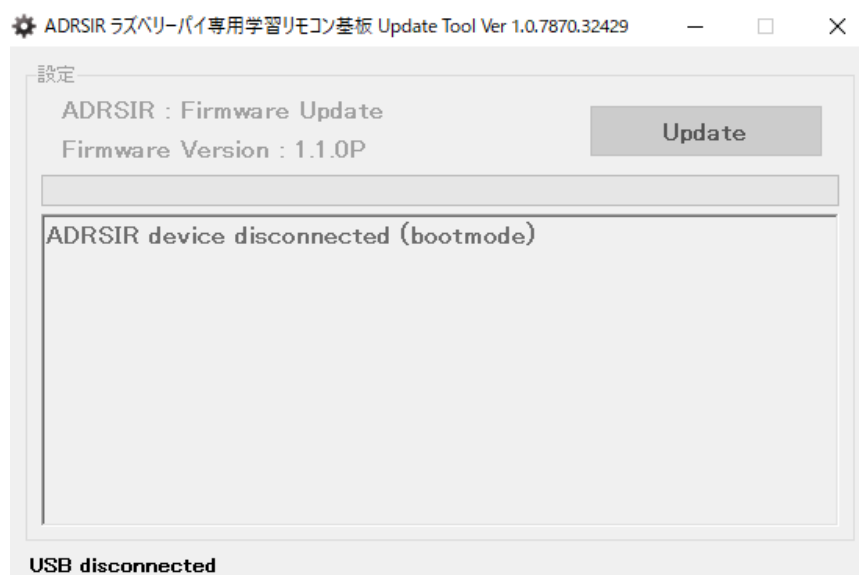 ADRSIR ラズベリーパイ専用学習リモコン基板 Update Tool Ver 1.0.7870.32429
設定
ADRSIR : Firmware Update
Update
Firmware Version : 1.1.0P
ADRSIR device disconnected (bootmode)
USB disconnected